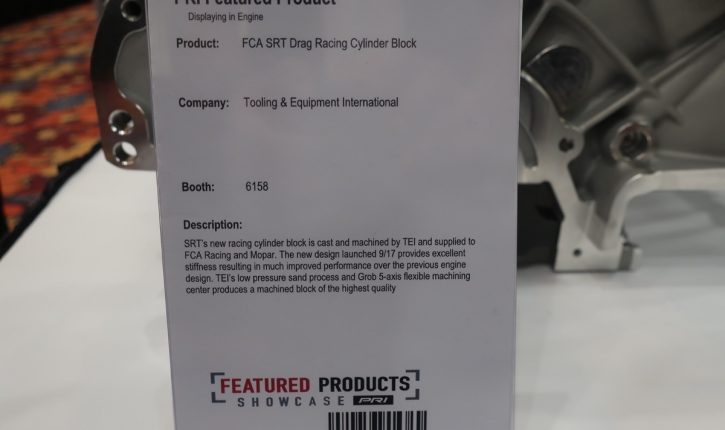 PRI Featured Product
Displaying in Engine
Product: FCA SRT Drag Racing Cylinder Block
Company: Tooling & Equipment International
Booth: 6158
Description:
SRT's new racing cylinder block is cast and machined by TEI and supplied to
FCA Racing and Mopar. The new design launched 9/17 provides excellent
stiffness resulting in much improved performance over the previous engine
design. TEI's low pressure sand process and Grob 5-axis flexible machining
center produces a machined block of the highest quality
FEATURED PRODUCTS
SHOWCASE PRI